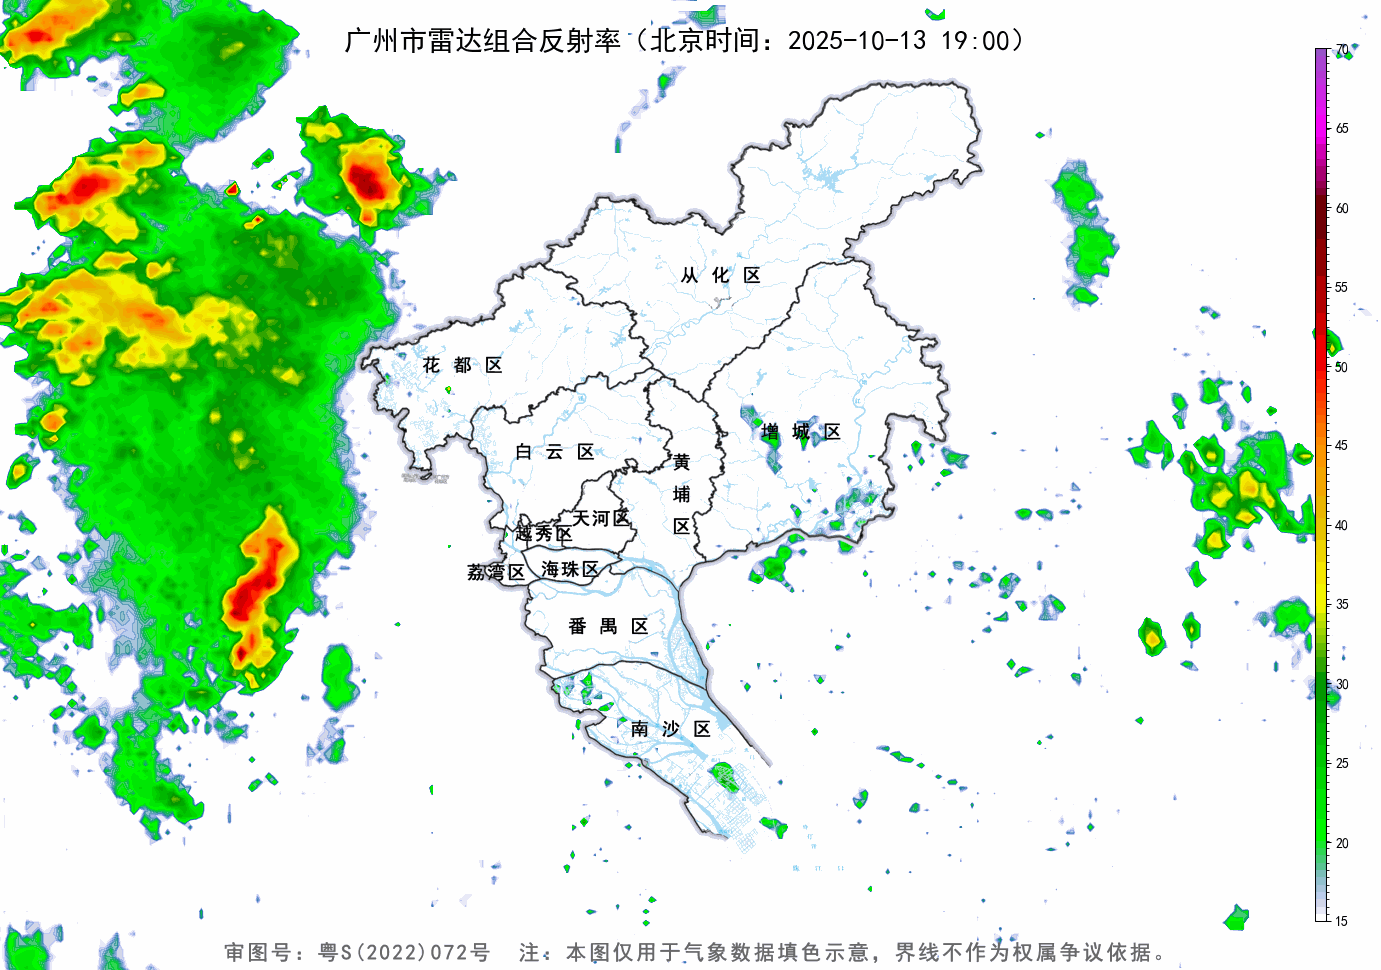 广州市雷达组合反射率（北京时间：2025-10-13 19:00）
70
65
60
55
50
45
40
35
30
25
20
15
从化区
花都区
增城区
白云区
黄埔区
天河区
越秀区
荔湾区
海珠区
番禺区
南沙区
审图号：粤S(2022)072号 注：本图仅用于气象数据填色示意，界线不作为权属争议依据。